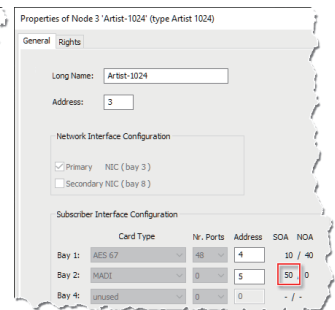 Properties of Node 3 'Artist-1024' (type Artist 1024)
General Rights
Long Name: Artist-1024
Address: 3
Network Interface Configuration
Primary NIC ( bay 3 )
Secondary NIC ( bay 8 )
Subscriber Interface Configuration
Card Type Nr. Ports Address SOA NOA
Bay 1: AES 67 48 4 10 / 40
Bay 2: MADI 0 5 50 0
Bay 4: unused 0 0 - / -